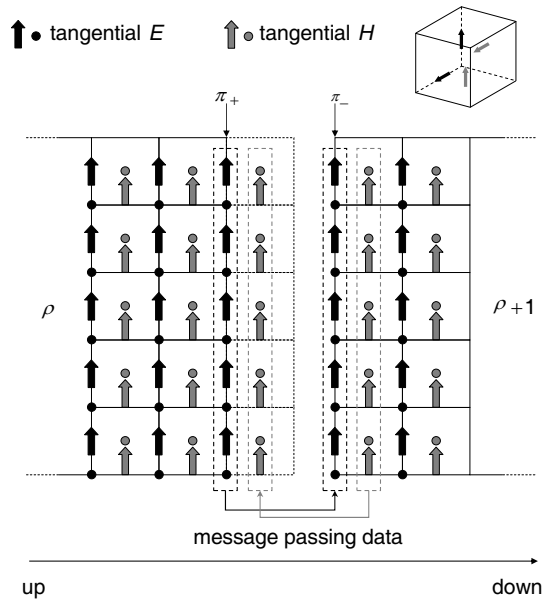 tangential E
tangential H
π+
π−
ρ
ρ+1
message passing data
up
down